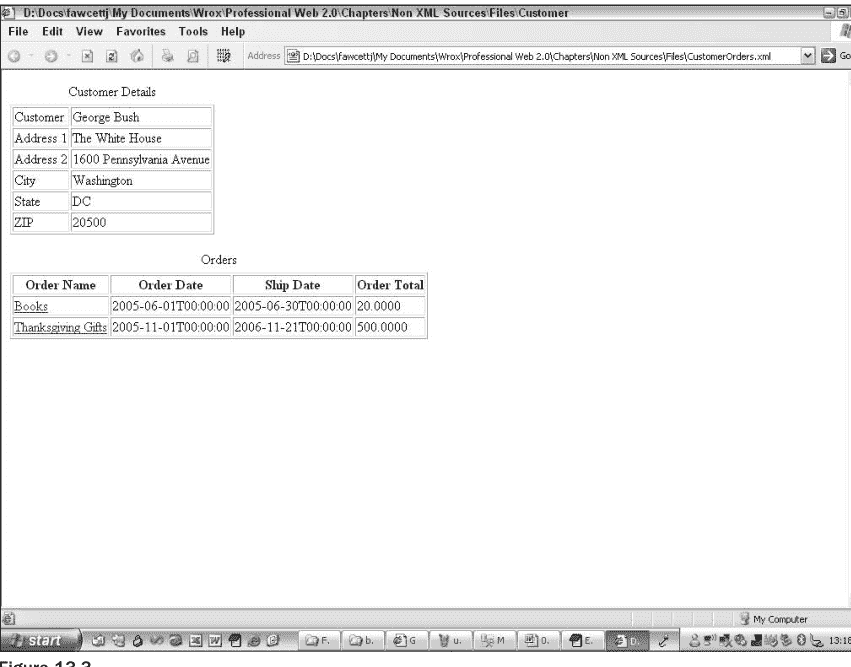 D:\Docs\fawcettj\My Documents\Wrox\Professional Web 2.0\Chapters\Non XML Sources\Files\Customer
File Edit View Favorites Tools Help
Address D:\Docs\fawcettj\My Documents\Wrox\Professional Web 2.0\Chapters\Non XML Sources\Files\CustomerOrders.xml Go
Customer Details
Customer George Bush
Address 1 The White House
Address 2 1600 Pennsylvania Avenue
City Washington
State DC
ZIP 20500
Orders
Order Name Order Date Ship Date Order Total
Books 2005-06-01T00:00:00 2005-06-30T00:00:00 20.0000
Thanksgiving Gifts 2005-11-01T00:00:00 2006-11-21T00:00:00 500.0000
My Computer
start F. b. G u. M 0. E. D. 13:18